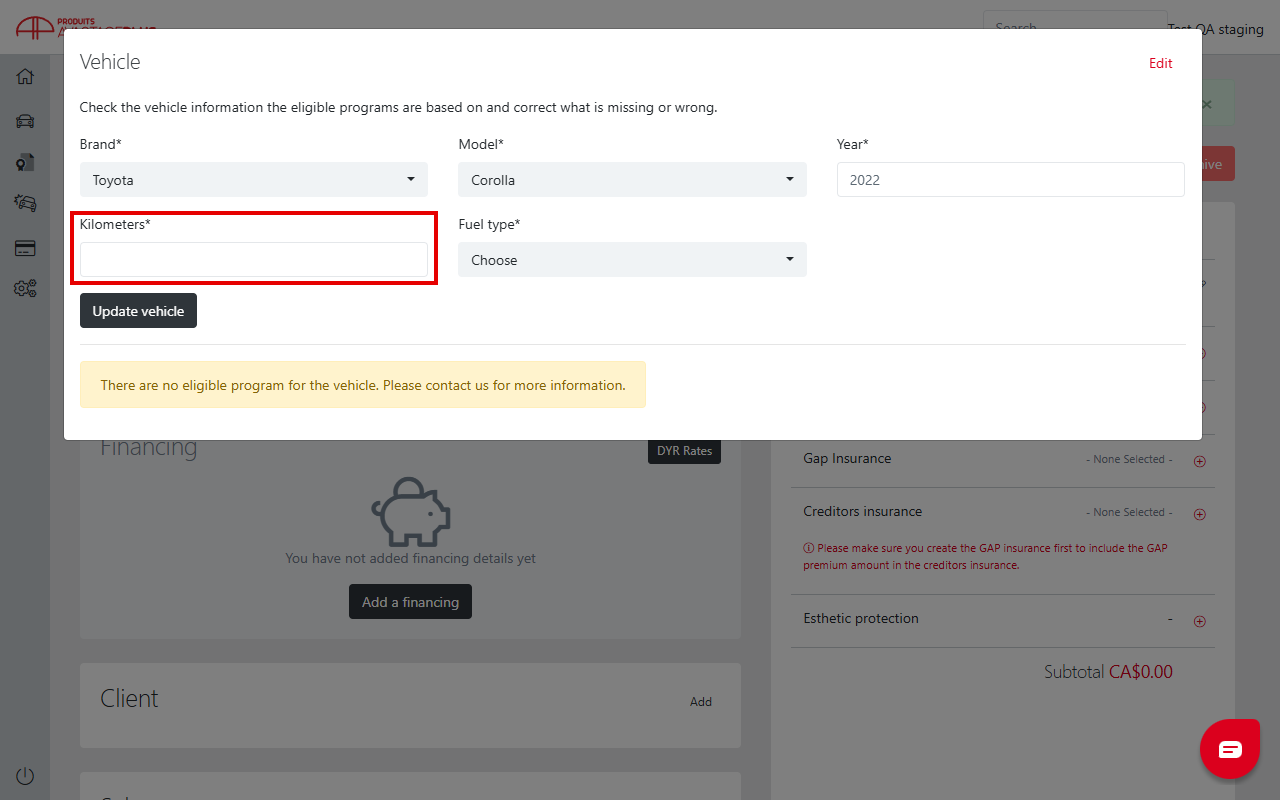 PRODUITS
Search
Test QA staging
Vehicle
Edit
Check the vehicle information the eligible programs are based on and correct what is missing or wrong.
Brand*
Model*
Year*
Toyota
Corolla
2022
Kilometers*
Fuel type*
Choose
Update vehicle
There are no eligible program for the vehicle. Please contact us for more information.
Financing
DYR Rates
You have not added financing details yet
Add a financing
Client
Add
Gap Insurance
- None Selected -
Creditors insurance
- None Selected -
Please make sure you create the GAP insurance first to include the GAP
premium amount in the creditors insurance.
Esthetic protection
-
Subtotal CA$0.00